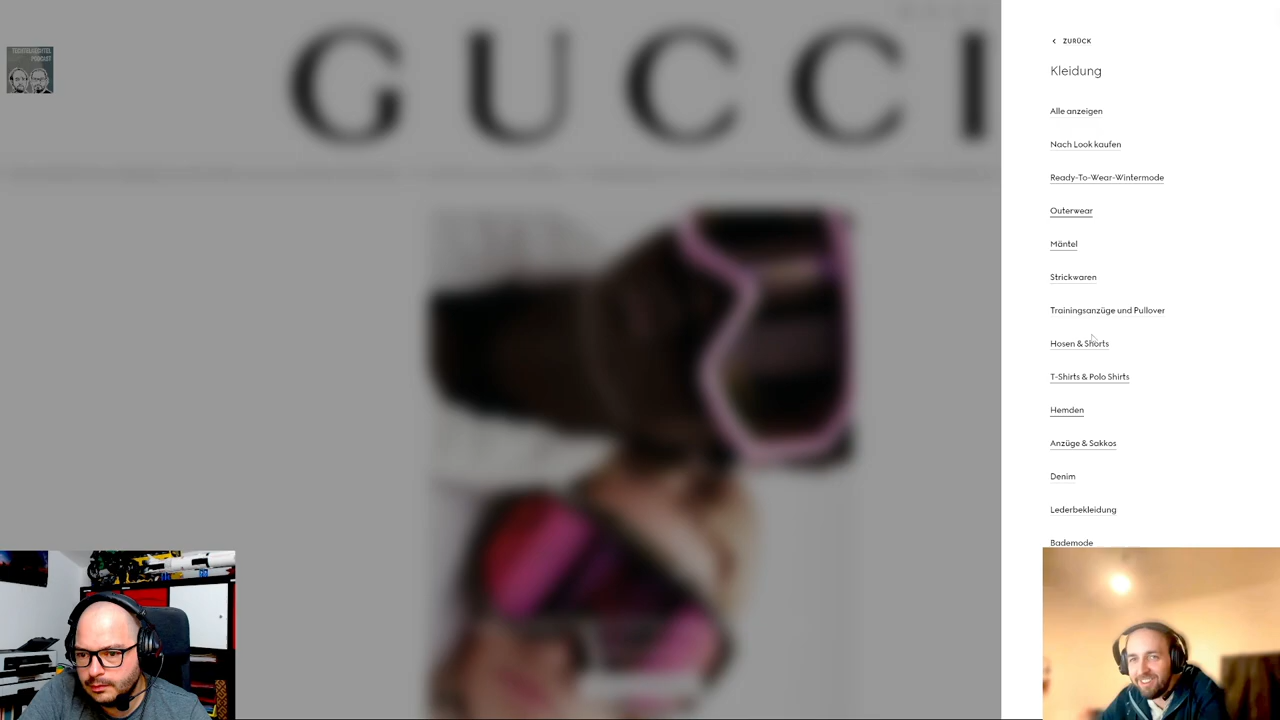 GUCCI
ZURÜCK
Kleidung
Alle anzeigen
Nach Look kaufen
Ready-To-Wear-Wintermode
Outerwear
Mäntel
Strickwaren
Trainingsanzüge und Pullover
Hosen & Shorts
T-Shirts & Polo Shirts
Hemden
Anzüge & Sakkos
Denim
Lederbekleidung
Bademode